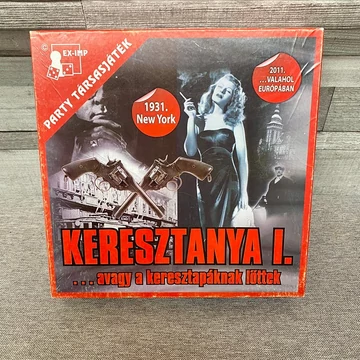 ©
EX-IMP
PARTY TÁRSASJÁTÉK
1931.
New York
2011.
...VALAHOL
EURÓPÁBAN
KERESZTANYA I.
...avagy a keresztapáknak lőttek